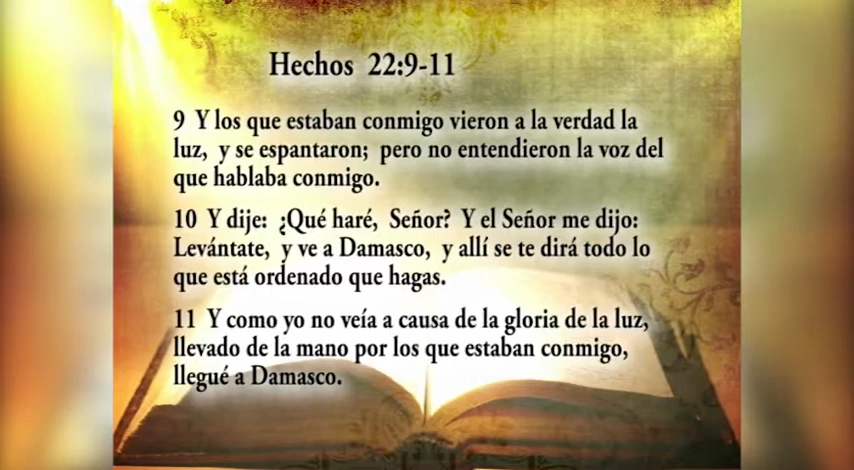 Hechos 22:9-11
9 Y los que estaban conmigo vieron a la verdad la
luz, y se espantaron; pero no entendieron la voz del
que hablaba conmigo.
10 Y dije: ¿Qué haré, Señor? Y el Señor me dijo:
Levántate, y ve a Damasco, y allí se te dirá todo lo
que está ordenado que hagas.
11 Y como yo no veía a causa de la gloria de la luz,
llevado de la mano por los que estaban conmigo,
llegué a Damasco.